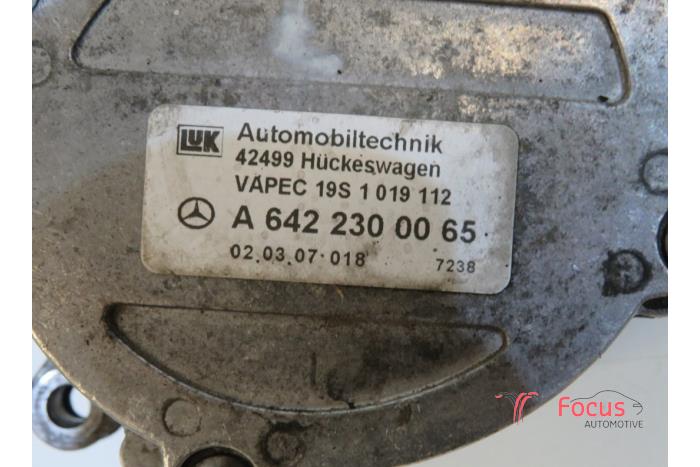 LUK Automobiltechnik
42499 Hückeswagen
VAPEC 19S 1 019 112
A 642 230 00 65
02.03.07 018 7238
Focus
AUTOMOTIVE